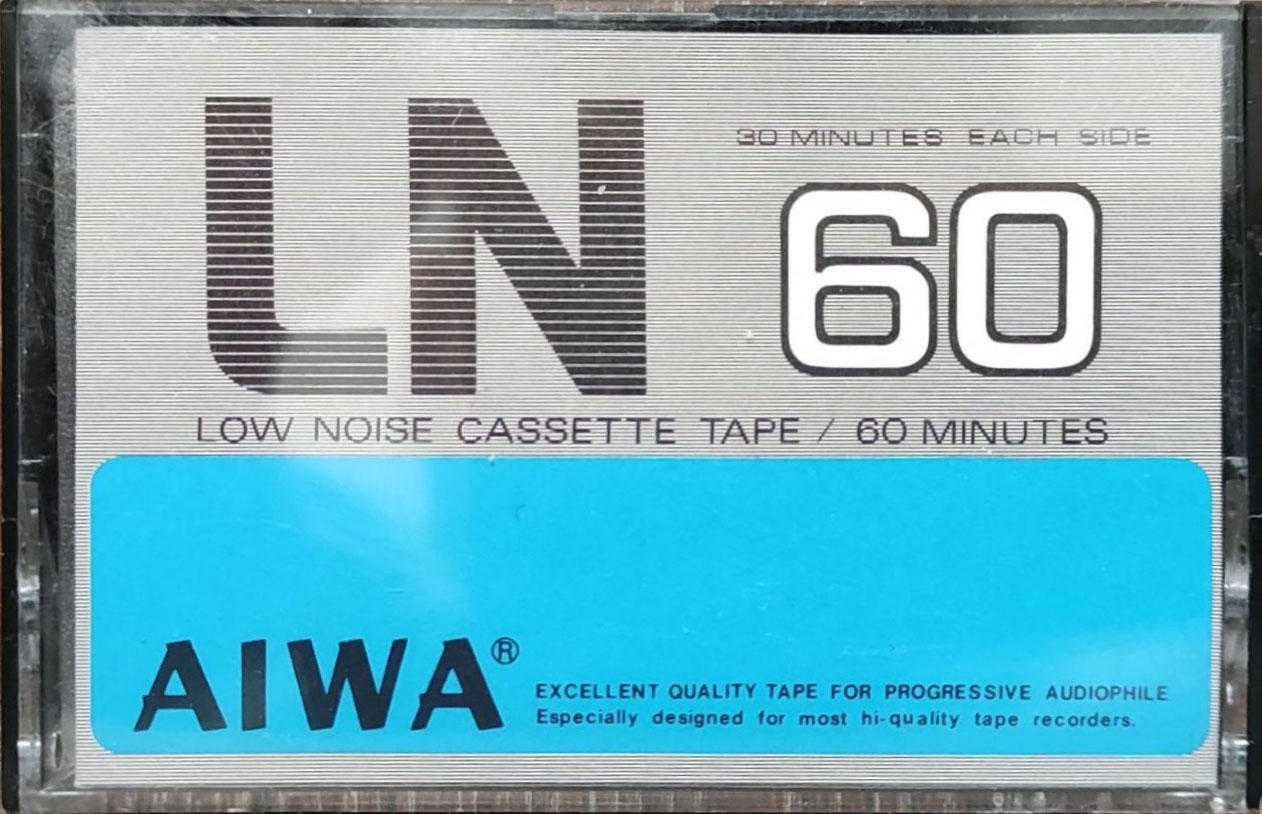 LN
30 MINUTES EACH SIDE
60
LOW NOISE CASSETTE TAPE / 60 MINUTES
AIWA®
EXCELLENT QUALITY TAPE FOR PROGRESSIVE AUDIOPHILE
Especially designed for most hi-quality tape recorders.